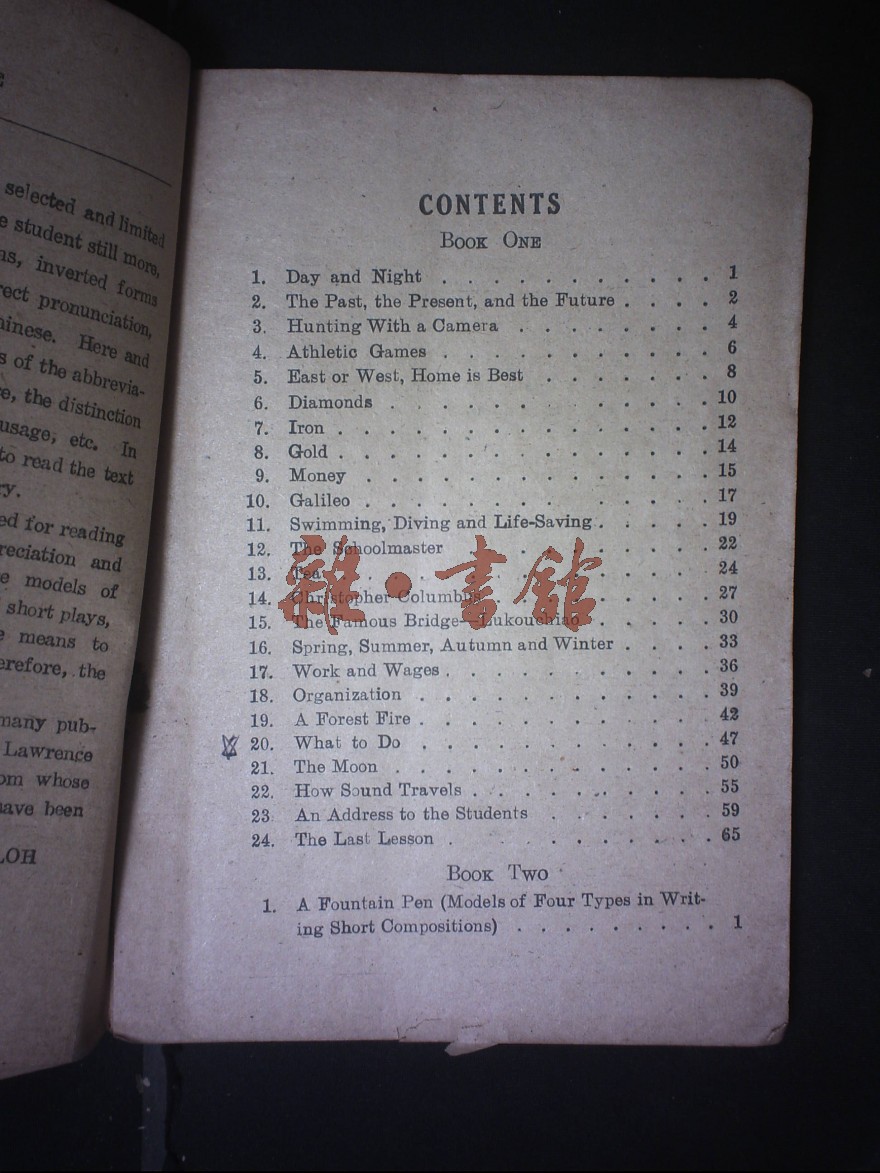 selected and limited
student still more,
inverted forms
pronunciation,
Here and
of the abbrevia-
the distinction
usage, etc. In
to read the text
for reading
and
models of
short plays,
means to
the
many pub-
Lawrence
whose
have been
LOH
CONTENTS
BOOK ONE
1. Day and Night . . . . . . . . . . . 1
2. The Past, the Present, and the Future . . . . 2
3. Hunting With a Camera . . . . . . . . 4
4. Athletic Games . . . . . . . . . . . 6
5. East or West, Home is Best . . . . . . . 8
6. Diamonds . . . . . . . . . . . . . 10
7. Iron . . . . . . . . . . . . . . . 12
8. Gold . . . . . . . . . . . . . . . 14
9. Money . . . . . . . . . . . . . . 15
10. Galileo . . . . . . . . . . . . . . 17
11. Swimming, Diving and Life-Saving . . . . . 19
12. The Schoolmaster . . . . . . . . . . 22
13. Tea . . . . . . . . . . . . . . . 24
14. Christopher Columbus . . . . . . . . . 27
15. The Famous Bridge—Lukouchiao . . . . . 30
16. Spring, Summer, Autumn and Winter . . . . 33
17. Work and Wages . . . . . . . . . . . 36
18. Organization . . . . . . . . . . . . 39
19. A Forest Fire . . . . . . . . . . . . 42
20. What to Do . . . . . . . . . . . . 47
21. The Moon . . . . . . . . . . . . . 50
22. How Sound Travels . . . . . . . . . . 55
23. An Address to the Students . . . . . . . 59
24. The Last Lesson . . . . . . . . . . . 65
雜·書館
BOOK TWO
1. A Fountain Pen (Models of Four Types in Writ-
ing Short Compositions) . . . . . . . . . 1